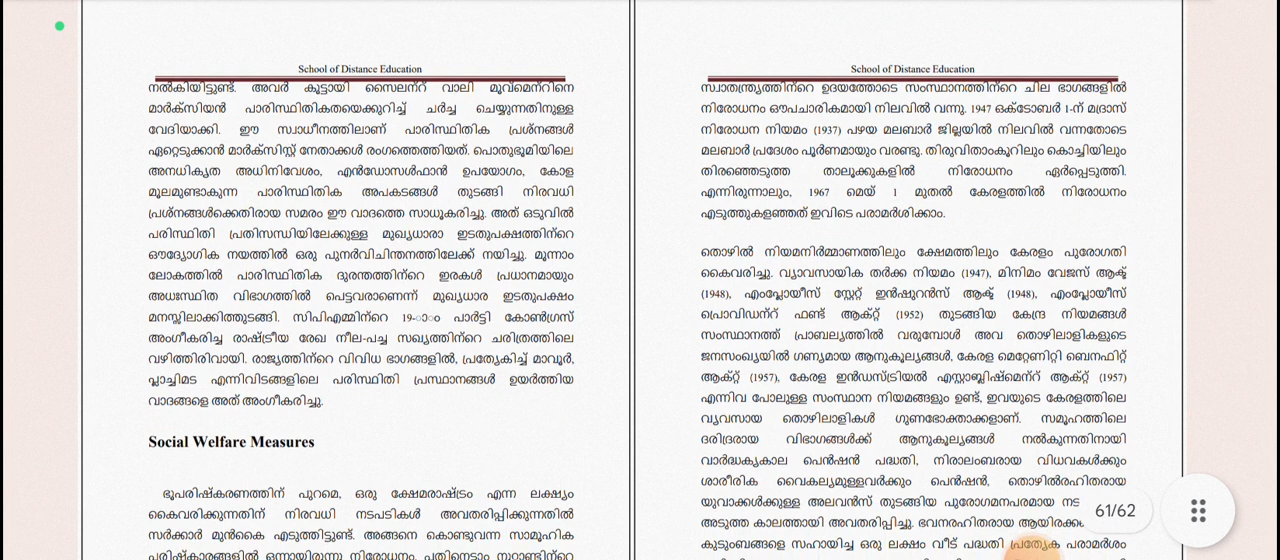 School of Distance Education
നൽകിയിട്ടുണ്ട്. അവർ കൂട്ടായി സൈലന്റ് വാലി മൂവ്മെന്റിനെ
മാർക്സിയൻ പാരിസ്ഥിതികതയെക്കുറിച്ച് ചർച്ച ചെയ്യുന്നതിനുള്ള
വേദിയാക്കി. ഈ സ്വാധീനത്തിലാണ് പാരിസ്ഥിതിക പ്രശ്നങ്ങൾ
ഏറ്റെടുക്കാൻ മാർക്സിസ്റ്റ് നേതാക്കൾ രംഗത്തെത്തിയത്. പൊതുഭൂമിയിലെ
അനധികൃത അധിനിവേശം, എൻഡോസൾഫാൻ ഉപയോഗം, കോള
മൂലമുണ്ടാകുന്ന പാരിസ്ഥിതിക അപകടങ്ങൾ തുടങ്ങി നിരവധി
പ്രശ്നങ്ങൾക്കെതിരായ സമരം ഈ വാദത്തെ സാധൂകരിച്ചു. അത് ഒടുവിൽ
പരിസ്ഥിതി പ്രതിസന്ധിയിലേക്കുള്ള മുഖ്യധാരാ ഇടതുപക്ഷത്തിന്റെ
ഔദ്യോഗിക നയത്തിൽ ഒരു പുനർവിചിന്തനത്തിലേക്ക് നയിച്ചു. മൂന്നാം
ലോകത്തിൽ പാരിസ്ഥിതിക ദുരന്തത്തിന്റെ ഇരകൾ പ്രധാനമായും
അധഃസ്ഥിത വിഭാഗത്തിൽ പെട്ടവരാണെന്ന് മുഖ്യധാര ഇടതുപക്ഷം
മനസ്സിലാക്കിത്തുടങ്ങി. സിപിഎമ്മിന്റെ 19-ാം പാർട്ടി കോൺഗ്രസ്
അംഗീകരിച്ച രാഷ്ട്രീയ രേഖ നീല-പച്ച സഖ്യത്തിന്റെ ചരിത്രത്തിലെ
വഴിത്തിരിവായി. രാജ്യത്തിന്റെ വിവിധ ഭാഗങ്ങളിൽ, പ്രത്യേകിച്ച് മാവൂർ,
പ്ലാച്ചിമട എന്നിവിടങ്ങളിലെ പരിസ്ഥിതി പ്രസ്ഥാനങ്ങൾ ഉയർത്തിയ
വാദങ്ങളെ അത് അംഗീകരിച്ചു.
Social Welfare Measures
ഭൂപരിഷ്കരണത്തിന് പുറമെ, ഒരു ക്ഷേമരാഷ്ട്രം എന്ന ലക്ഷ്യം
കൈവരിക്കുന്നതിന് നിരവധി നടപടികൾ അവതരിപ്പിക്കുന്നതിൽ
സർക്കാർ മുൻകൈ എടുത്തിട്ടുണ്ട്. അങ്ങനെ കൊണ്ടുവന്ന സാമൂഹിക
പരിഷ്കാരങ്ങളിൽ ഒന്നായിരുന്നു നിരോധനം. പതിനെട്ടാം നൂറ്റാണ്ടിന്റെ
School of Distance Education
സ്വാതന്ത്ര്യത്തിന്റെ ഉദയത്തോടെ സംസ്ഥാനത്തിന്റെ ചില ഭാഗങ്ങളിൽ
നിരോധനം ഔപചാരികമായി നിലവിൽ വന്നു. 1947 ഒക്ടോബർ 1-ന് മദ്രാസ്
നിരോധന നിയമം (1937) പഴയ മലബാർ ജില്ലയിൽ നിലവിൽ വന്നതോടെ
മലബാർ പ്രദേശം പൂർണമായും വരണ്ടു. തിരുവിതാംകൂറിലും കൊച്ചിയിലും
തിരഞ്ഞെടുത്ത താലൂക്കുകളിൽ നിരോധനം ഏർപ്പെടുത്തി.
എന്നിരുന്നാലും, 1967 മെയ് 1 മുതൽ കേരളത്തിൽ നിരോധനം
എടുത്തുകളഞ്ഞത് ഇവിടെ പരാമർശിക്കാം.
തൊഴിൽ നിയമനിർമ്മാണത്തിലും ക്ഷേമത്തിലും കേരളം പുരോഗതി
കൈവരിച്ചു. വ്യാവസായിക തർക്ക നിയമം (1947), മിനിമം വേജസ് ആക്ട്
(1948), എംപ്ലോയീസ് സ്റ്റേറ്റ് ഇൻഷുറൻസ് ആക്ട് (1948), എംപ്ലോയീസ്
പ്രൊവിഡന്റ് ഫണ്ട് ആക്റ്റ് (1952) തുടങ്ങിയ കേന്ദ്ര നിയമങ്ങൾ
സംസ്ഥാനത്ത് പ്രാബല്യത്തിൽ വരുമ്പോൾ അവ തൊഴിലാളികളുടെ
ജനസംഖ്യയിൽ ഗണ്യമായ ആനുകൂല്യങ്ങൾ, കേരള മെറ്റേണിറ്റി ബെനഫിറ്റ്
ആക്റ്റ് (1957), കേരള ഇൻഡസ്ട്രിയൽ എസ്റ്റാബ്ലിഷ്മെന്റ് ആക്റ്റ് (1957)
എന്നിവ പോലുള്ള സംസ്ഥാന നിയമങ്ങളും ഉണ്ട്, ഇവയുടെ കേരളത്തിലെ
വ്യവസായ തൊഴിലാളികൾ ഗുണഭോക്താക്കളാണ്. സമൂഹത്തിലെ
ദരിദ്രരായ വിഭാഗങ്ങൾക്ക് ആനുകൂല്യങ്ങൾ നൽകുന്നതിനായി
വാർദ്ധക്യകാല പെൻഷൻ പദ്ധതി, നിരാലംബരായ വിധവകൾക്കും
ശാരീരിക വൈകല്യമുള്ളവർക്കും പെൻഷൻ, തൊഴിൽരഹിതരായ
യുവാക്കൾക്കുള്ള അലവൻസ് തുടങ്ങിയ പുരോഗമനപരമായ
അടുത്ത കാലത്തായി അവതരിപ്പിച്ചു. ഭവനരഹിതരായ
കുടുംബങ്ങളെ സഹായിച്ച ഒരു ലക്ഷം വീട് പദ്ധതി പ്രത്യേക പരാമർശം
61/62